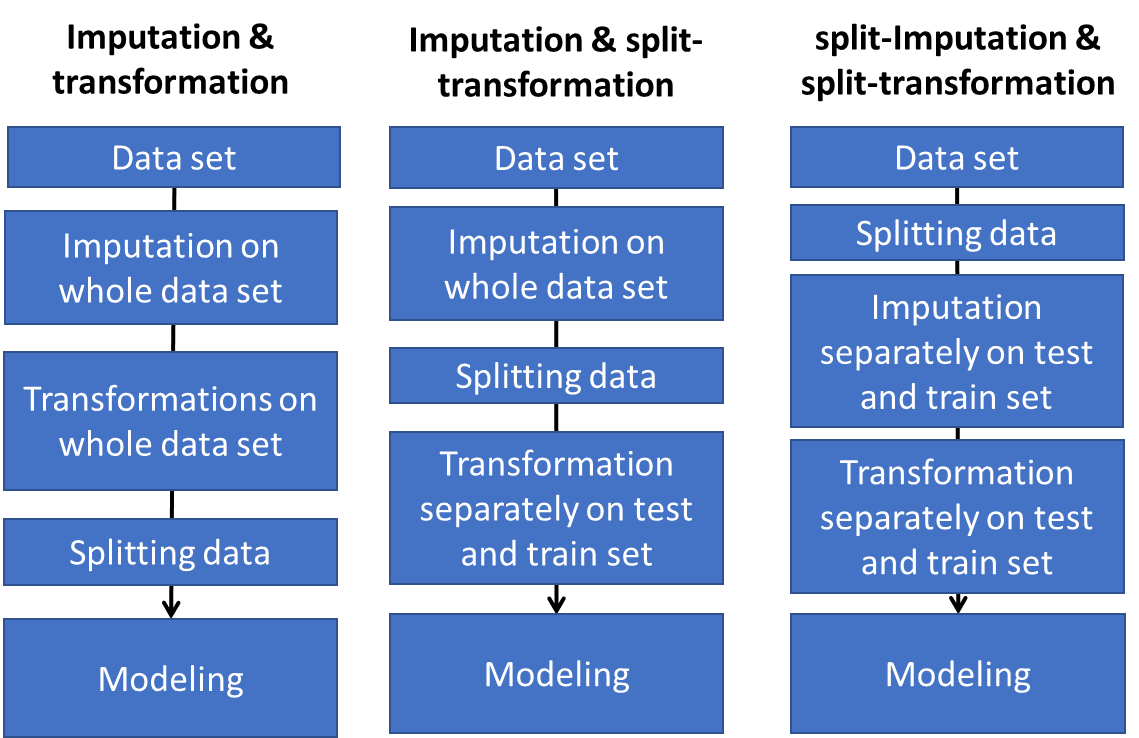 Imputation &
transformation
Data set
Imputation on
whole data set
Transformations on
whole data set
Splitting data
Modeling
Imputation & split-
transformation
Data set
Imputation on
whole data set
Splitting data
Transformation
separately on test
and train set
Modeling
split-Imputation &
split-transformation
Data set
Splitting data
Imputation
separately on test
and train set
Transformation
separately on test
and train set
Modeling